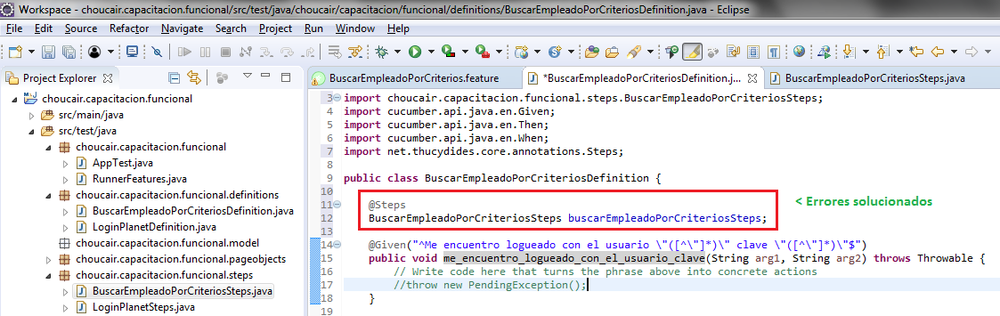 Workspace - choucair.capacitacion.funcional/src/test/java/choucair/capacitacion/funcional/definitions/BuscarEmpleadoPorCriteriosDefinition.java - Eclipse
File Edit Source Refactor Navigate Search Project Run Window Help
Project Explorer
choucair.capacitacion.funcional
src/main/java
src/test/java
choucair.capacitacion.funcional
AppTest.java
RunnerFeatures.java
choucair.capacitacion.funcional.definitions
BuscarEmpleadoPorCriteriosDefinition.java
LoginPlanetDefinition.java
choucair.capacitacion.funcional.model
choucair.capacitacion.funcional.pageobjects
choucair.capacitacion.funcional.steps
BuscarEmpleadoPorCriteriosSteps.java
LoginPlanetSteps.java
BuscarEmpleadoPorCriterios.feature
*BuscarEmpleadoPorCriteriosDefinition.j...
BuscarEmpleadoPorCriteriosSteps.java
3 import choucair.capacitacion.funcional.steps.BuscarEmpleadoPorCriteriosSteps;
4 import cucumber.api.java.en.Given;
5 import cucumber.api.java.en.Then;
6 import cucumber.api.java.en.When;
7 import net.thucydides.core.annotations.Steps;
8
9 public class BuscarEmpleadoPorCriteriosDefinition {
10
11 @Steps
12 BuscarEmpleadoPorCriteriosSteps buscarEmpleadoPorCriteriosSteps;
< Errores solucionados
13
14 @Given("^Me encuentro logueado con el usuario \"([^\"]*)\" clave \"([^\"]*)\"$")
15 public void me_encuentro_logueado_con_el_usuario_clave(String arg1, String arg2) throws Throwable {
16 // Write code here that turns the phrase above into concrete actions
17 //throw new PendingException();
18 }
19